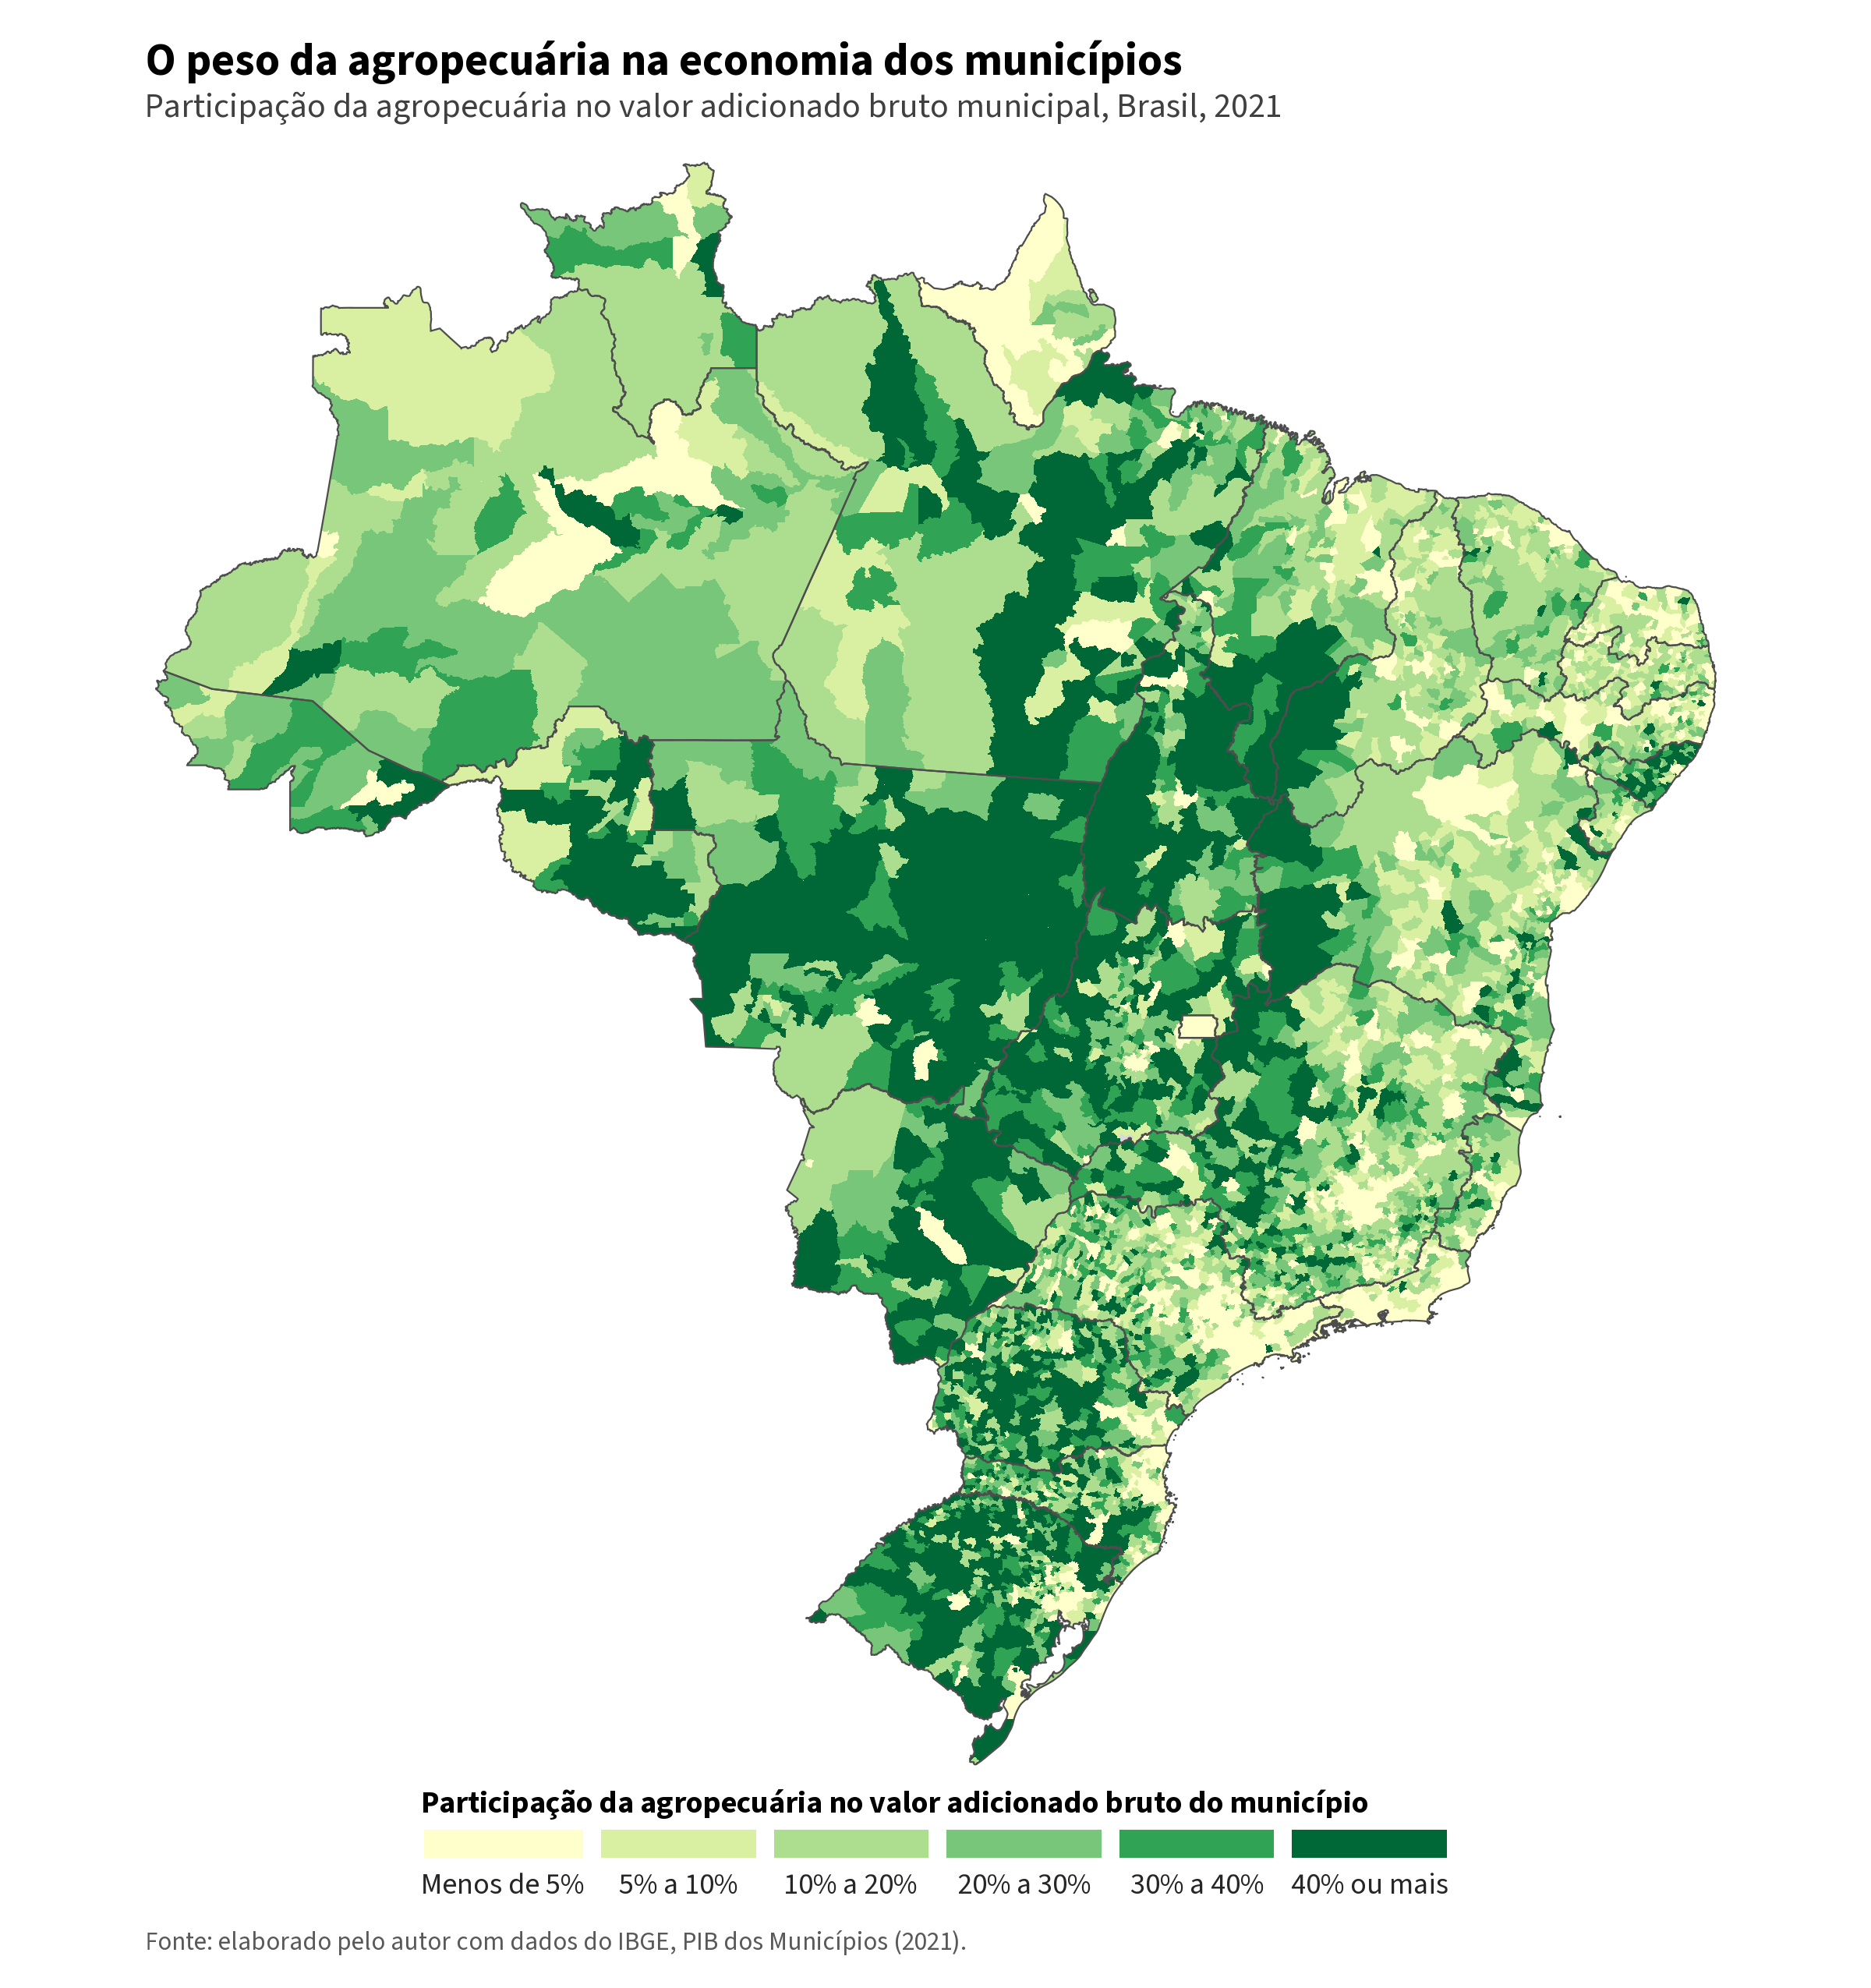 O peso da agropecuária na economia dos municípios
Participação da agropecuária no valor adicionado bruto municipal, Brasil, 2021
Participação da agropecuária no valor adicionado bruto do município
Menos de 5% 5% a 10% 10% a 20% 20% a 30% 30% a 40% 40% ou mais
Fonte: elaborado pelo autor com dados do IBGE, PIB dos Municípios (2021).